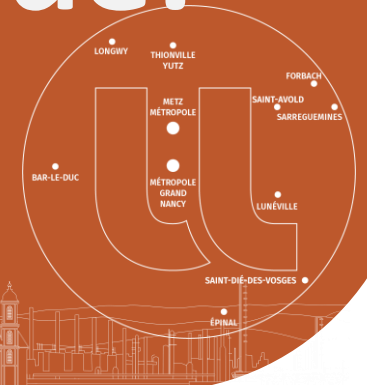 LONGWY
THIONVILLE
YUTZ
FORBACH
METZ
MÉTROPOLE
SAINT-AVOLD
SARREGUEMINES
BAR-LE-DUC
MÉTROPOLE
GRAND
NANCY
LUNÉVILLE
SAINT-DIÉ-DES-VOSGES
ÉPINAL